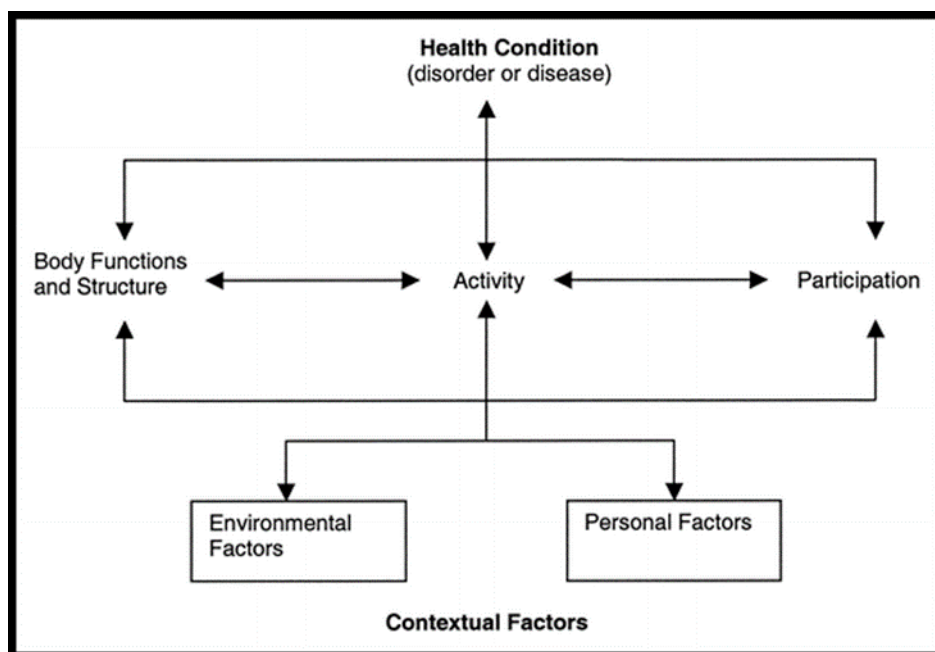 Health Condition
(disorder or disease)
Body Functions
and Structure
Activity
Participation
Environmental
Factors
Personal Factors
Contextual Factors